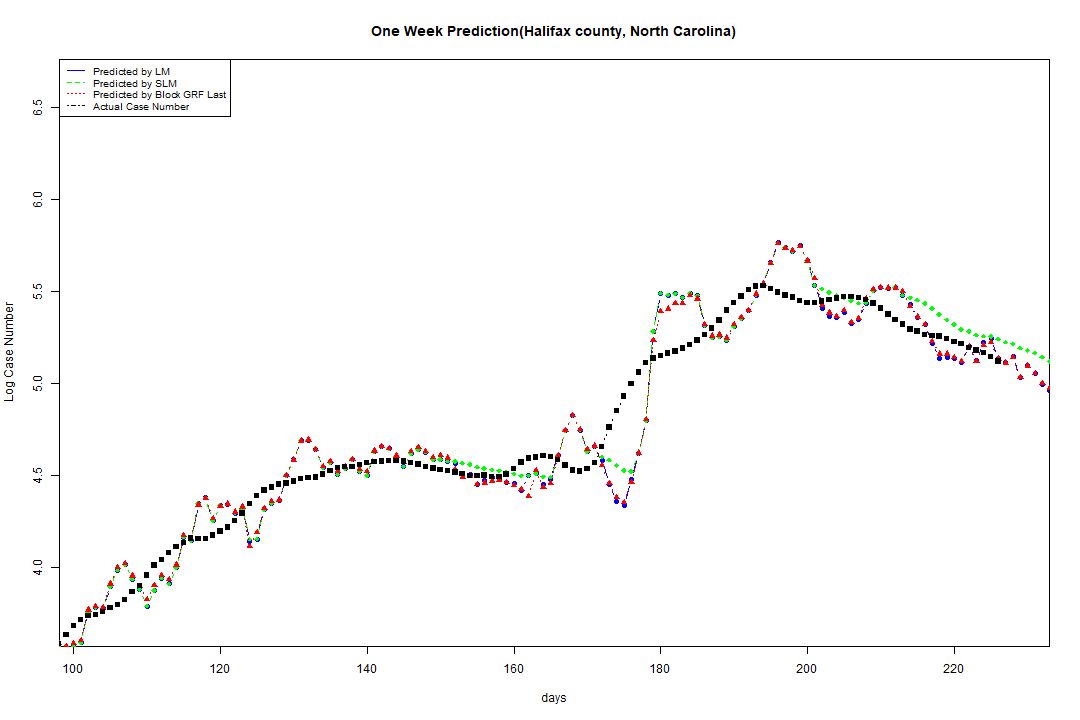 One Week Prediction(Halifax county, North Carolina)
Predicted by LM
Predicted by SLM
Predicted by Block GRF Last
Actual Case Number
6.5
6.0
5.5
5.0
4.5
4.0
Log Case Number
100 120 140 160 180 200 220
days